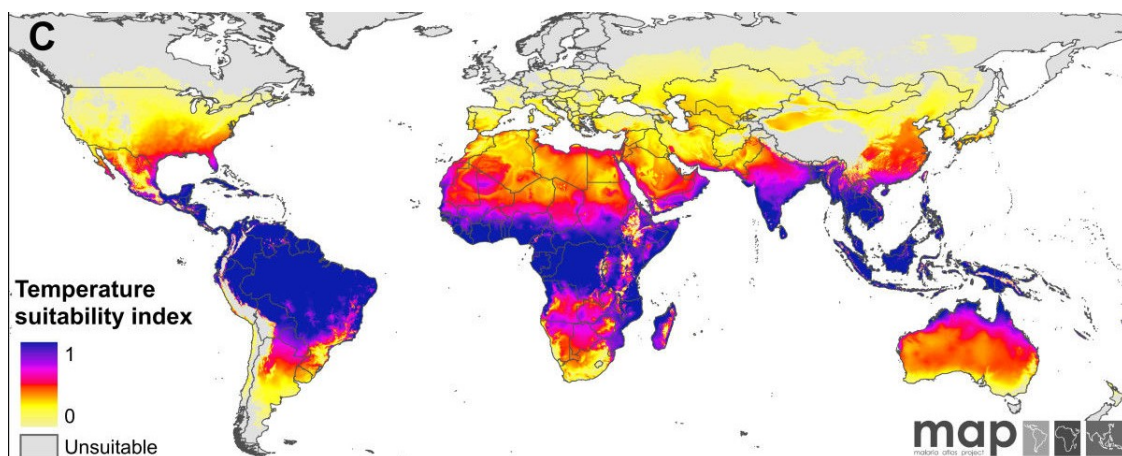 C
Temperature
suitability index
1
0
Unsuitable
map
malaria atlas project